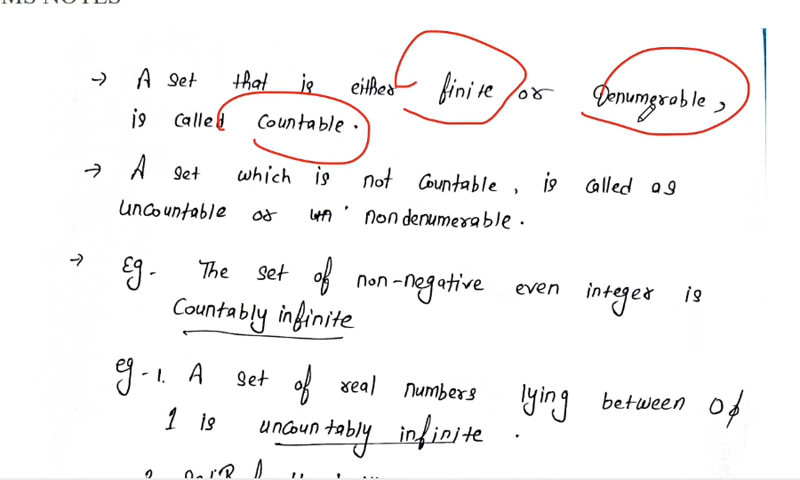 MS NOTES
→ A set that is either finite or Denumerable,
is called Countable.
→ A set which is not Countable, is called as
uncountable or nondenumerable.
→ Eg- The set of non-negative even integer is
Countably infinite
eg-1. A set of real numbers lying between 0 &
1 is uncountably infinite.